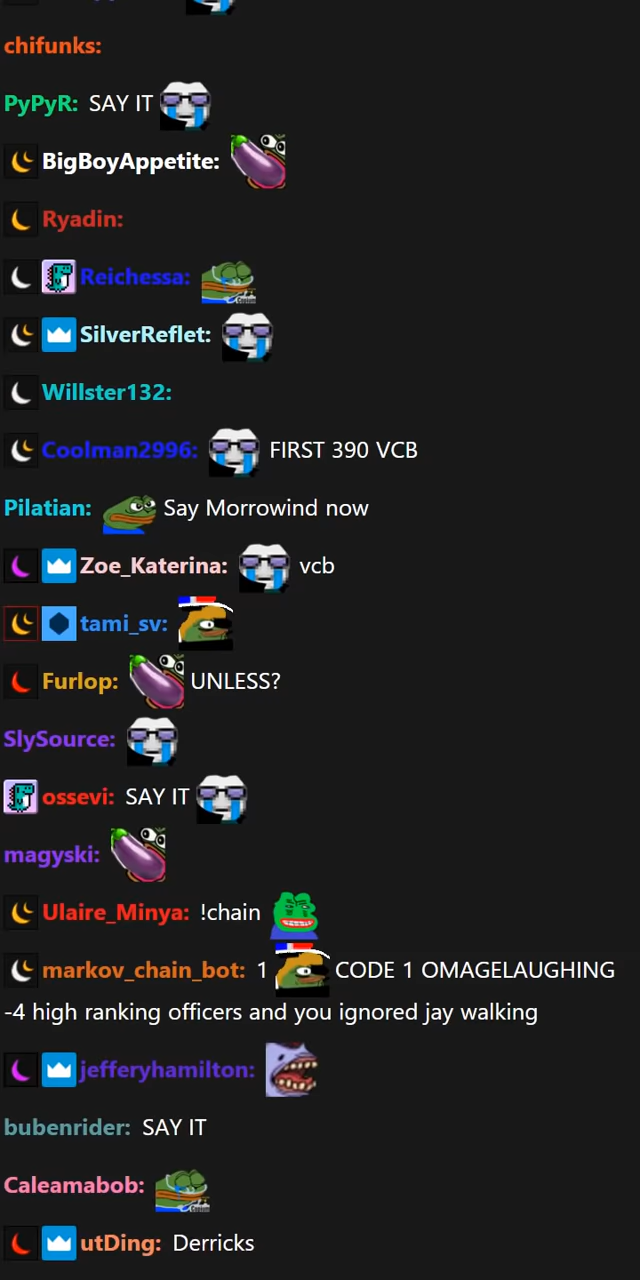 chifunks:
PyPyR: SAY IT
BigBoyAppetite:
Ryadin:
Reichessa:
SilverReflet:
Willster132:
Coolman2996: FIRST 390 VCB
Pilatian: Say Morrowind now
Zoe_Katerina: vcb
tami_sv:
Furlop: UNLESS?
SlySource:
ossevi: SAY IT
magyski:
Ulaire_Minya: !chain
markov_chain_bot: 1 CODE 1 OMAGELAUGHING
-4 high ranking officers and you ignored jay walking
jefferyhamilton:
bubenrider: SAY IT
Caleamabob:
utDing: Derricks